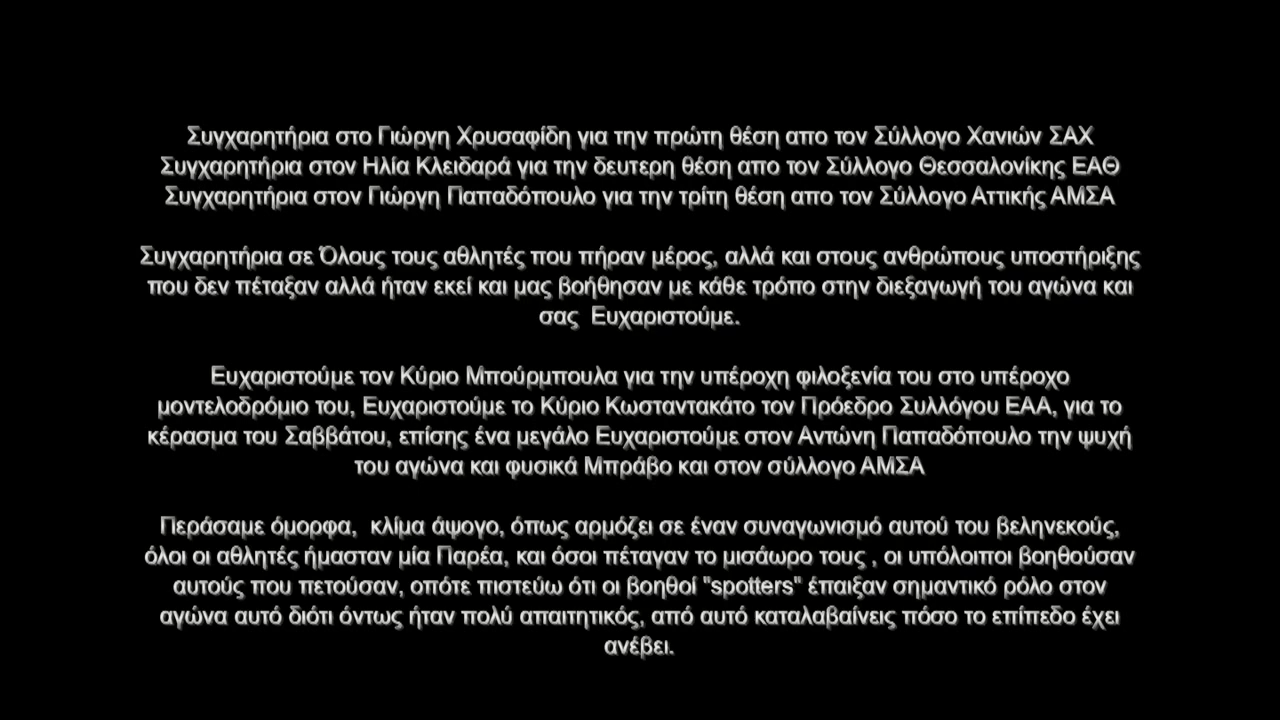 Συγχαρητήρια στο Γιώργη Χρυσαφίδη για την πρώτη θέση απο τον Σύλλογο Χανιών ΣΑΧ
Συγχαρητήρια στον Ηλία Κλειδαρά για την δευτερη θέση απο τον Σύλλογο Θεσσαλονίκης ΕΑΘ
Συγχαρητήρια στον Γιώργη Παπαδόπουλο για την τρίτη θέση απο τον Σύλλογο Αττικής ΑΜΣΑ
Συγχαρητήρια σε Όλους τους αθλητές που πήραν μέρος, αλλά και στους ανθρώπους υποστήριξης
που δεν πέταξαν αλλά ήταν εκεί και μας βοήθησαν με κάθε τρόπο στην διεξαγωγή του αγώνα και
σας  Ευχαριστούμε.
Ευχαριστούμε τον Κύριο Μπούρμπουλα για την υπέροχη φιλοξενία του στο υπέροχο
μοντελοδρόμιο του, Ευχαριστούμε το Κύριο Κωσταντακάτο τον Πρόεδρο Συλλόγου ΕΑΑ, για το
κέρασμα του Σαββάτου, επίσης ένα μεγάλο Ευχαριστούμε στον Αντώνη Παπαδόπουλο την ψυχή
του αγώνα και φυσικά Μπράβο και στον σύλλογο ΑΜΣΑ
Περάσαμε όμορφα,  κλίμα άψογο, όπως αρμόζει σε έναν συναγωνισμό αυτού του βεληνεκούς,
όλοι οι αθλητές ήμασταν μία Παρέα, και όσοι πέταγαν το μισάωρο τους , οι υπόλοιποι βοηθούσαν
αυτούς που πετούσαν, οπότε πιστεύω ότι οι βοηθοί "spotters" έπαιξαν σημαντικό ρόλο στον
αγώνα αυτό διότι όντως ήταν πολύ απαιτητικός, από αυτό καταλαβαίνεις πόσο το επίπεδο έχει
ανέβει.